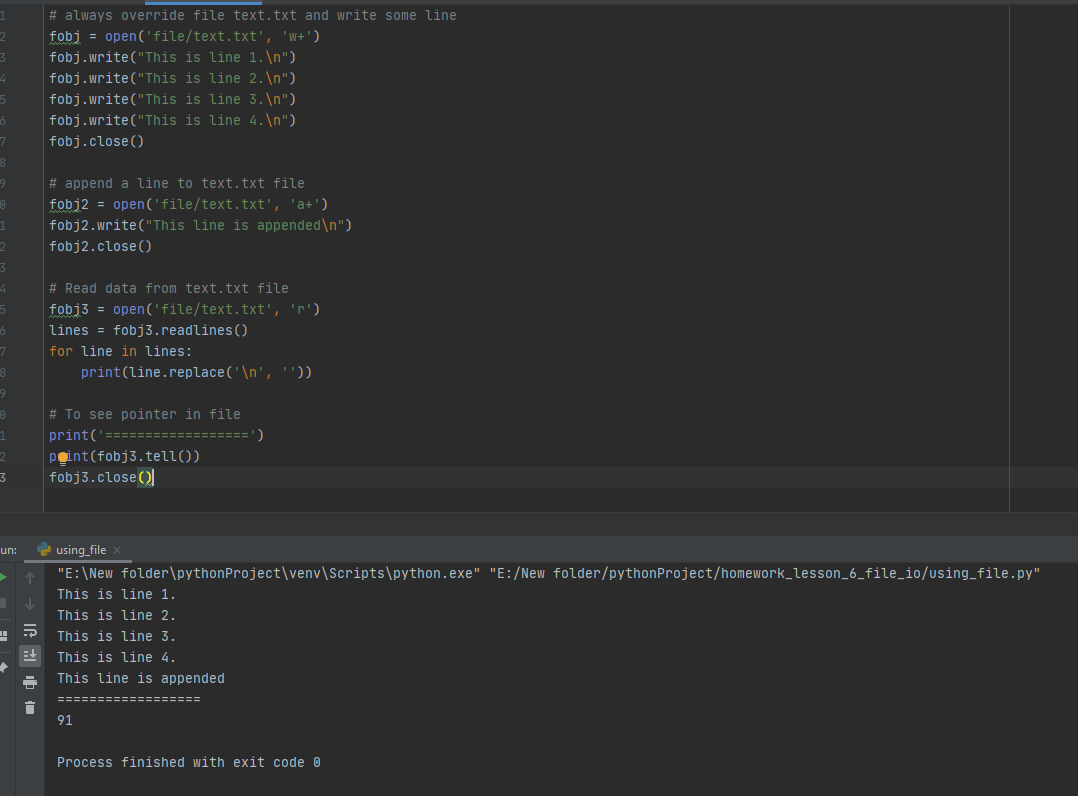 1 # always override file text.txt and write some line
2 fobj = open('file/text.txt', 'w+')
3 fobj.write("This is line 1.\n")
4 fobj.write("This is line 2.\n")
5 fobj.write("This is line 3.\n")
6 fobj.write("This is line 4.\n")
7 fobj.close()
8
9 # append a line to text.txt file
0 fobj2 = open('file/text.txt', 'a+')
1 fobj2.write("This line is appended\n")
2 fobj2.close()
3
4 # Read data from text.txt file
5 fobj3 = open('file/text.txt', 'r')
6 lines = fobj3.readlines()
7 for line in lines:
8     print(line.replace('\n', ''))
9
0 # To see pointer in file
1 print('==================')
2 print(fobj3.tell())
3 fobj3.close()
un: using_file
"E:\New folder\pythonProject\venv\Scripts\python.exe" "E:/New folder/pythonProject/homework_lesson_6_file_io/using_file.py"
This is line 1.
This is line 2.
This is line 3.
This is line 4.
This line is appended
==================
91
Process finished with exit code 0